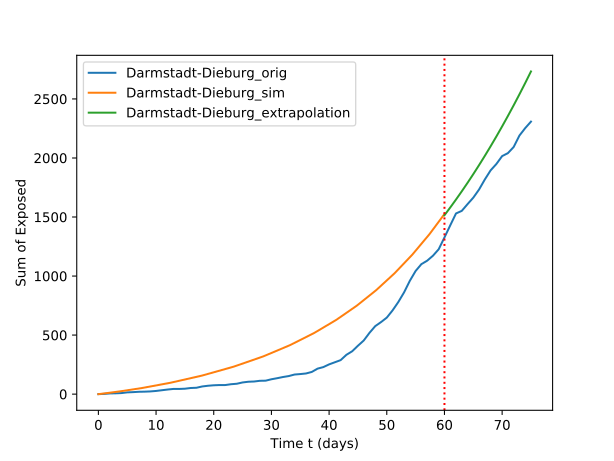 Darmstadt-Dieburg_orig
Darmstadt-Dieburg_sim
Darmstadt-Dieburg_extrapolation
2500
2000
1500
1000
500
0
Sum of Exposed
0 10 20 30 40 50 60 70
Time t (days)